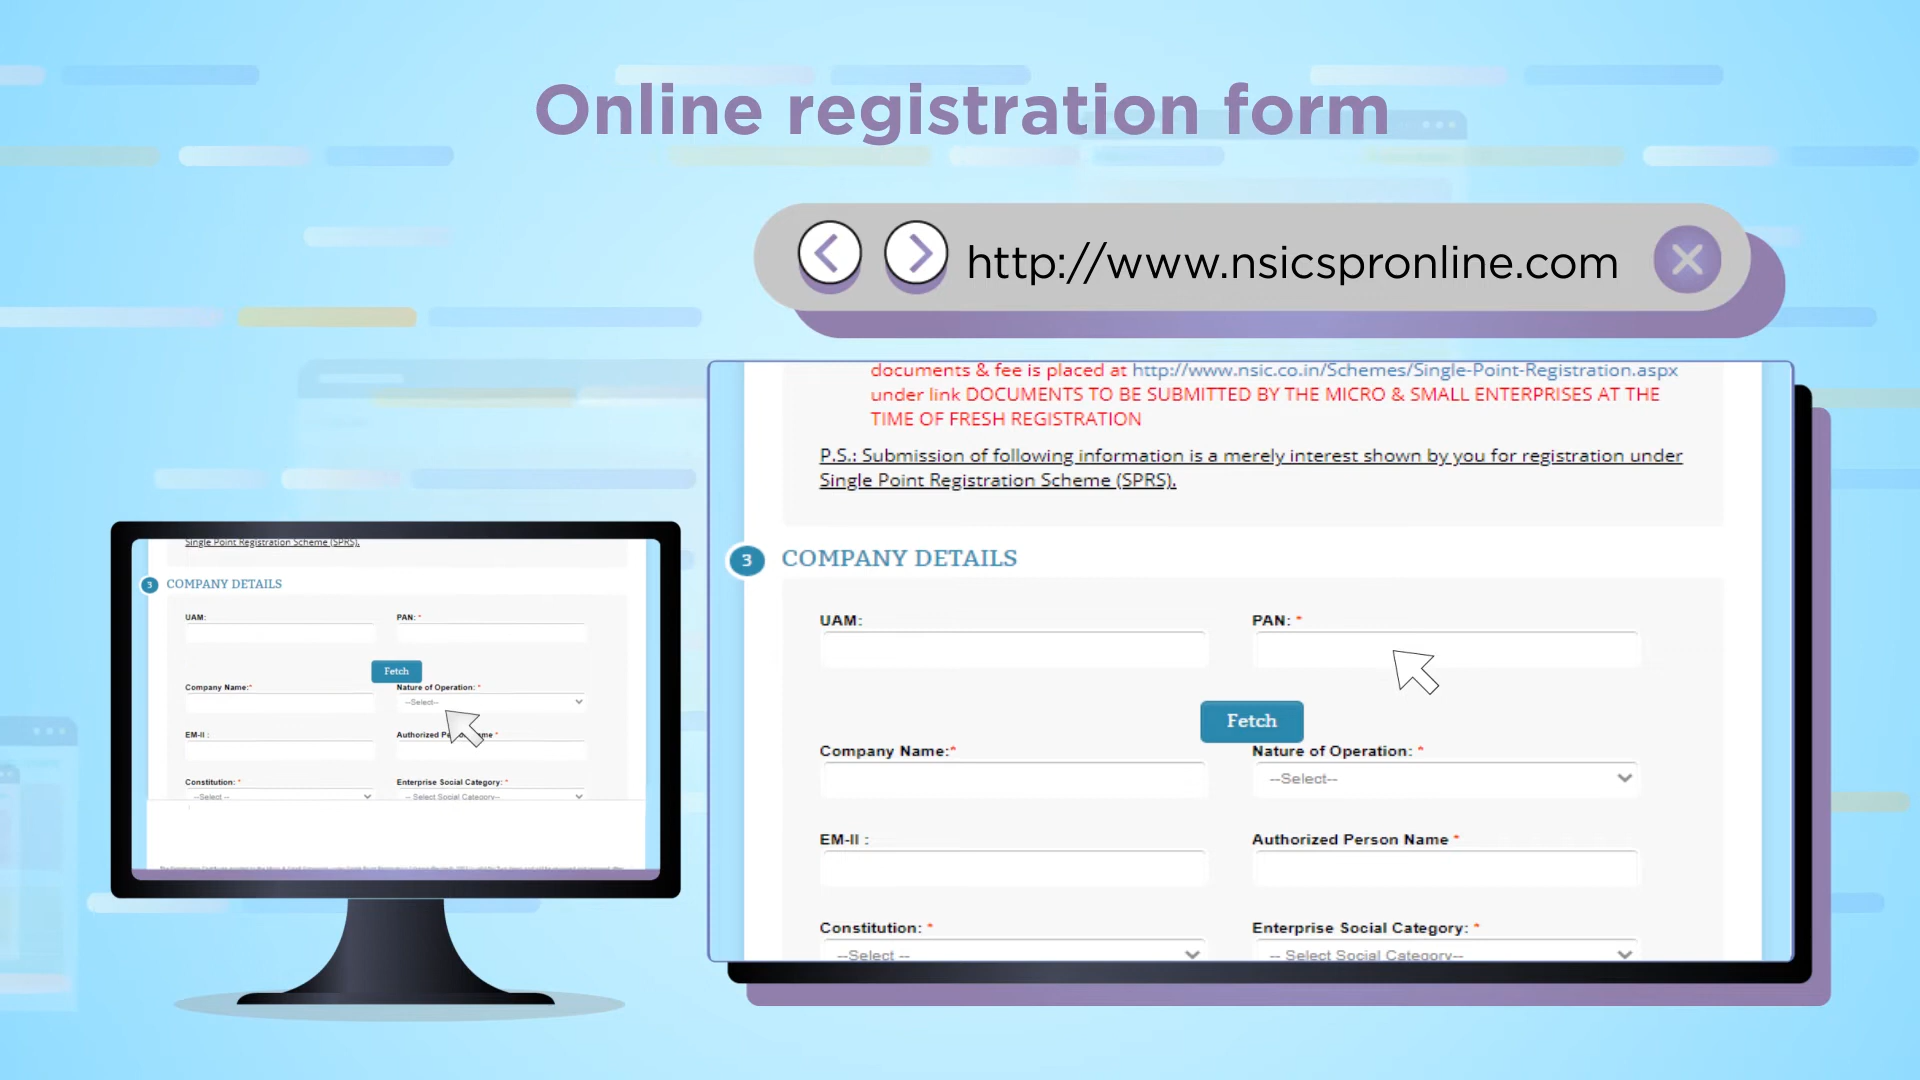 Online registration form
http://www.nsicspronline.com
documents & fee is placed at http://www.nsic.co.in/Schemes/Single-Point-Registration.aspx
under link DOCUMENTS TO BE SUBMITTED BY THE MICRO & SMALL ENTERPRISES AT THE
TIME OF FRESH REGISTRATION
P.S.: Submission of following information is a merely interest shown by you for registration under
Single Point Registration Scheme (SPRS).
3 COMPANY DETAILS
UAM: PAN: *
Fetch
Company Name:* Nature of Operation: *
--Select--
EM-II : Authorized Person Name *
Constitution: * Enterprise Social Category: *
--Select -- -- Select Social Category--
Single Point Registration Scheme (SPRS).
3 COMPANY DETAILS
UAM: PAN: *
Fetch
Company Name:* Nature of Operation: *
--Select--
EM-II : Authorized
Constitution: * Enterprise Social Category: *
--Select -- -- Select Social Category--